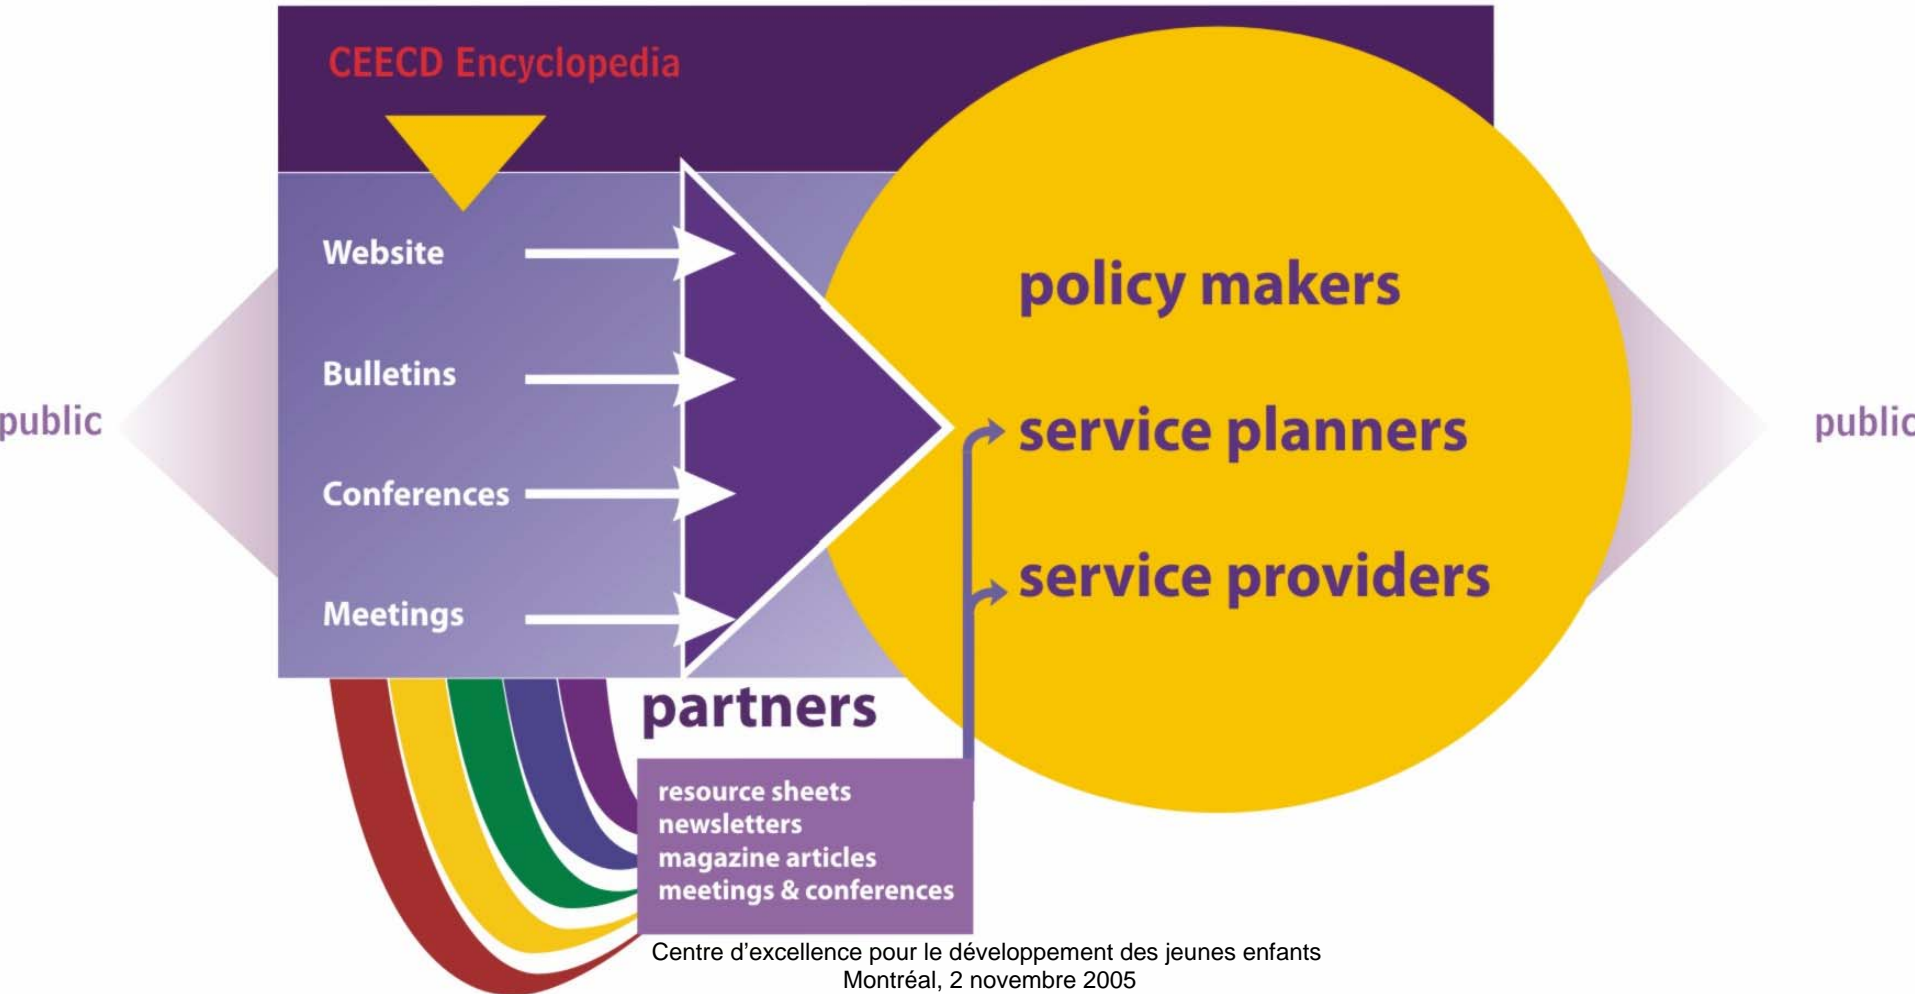 CEECD Encyclopedia
Website
Bulletins
Conferences
Meetings
public
policy makers
service planners
service providers
public
partners
resource sheets
newsletters
magazine articles
meetings & conferences
Centre d'excellence pour le développement des jeunes enfants
Montréal, 2 novembre 2005